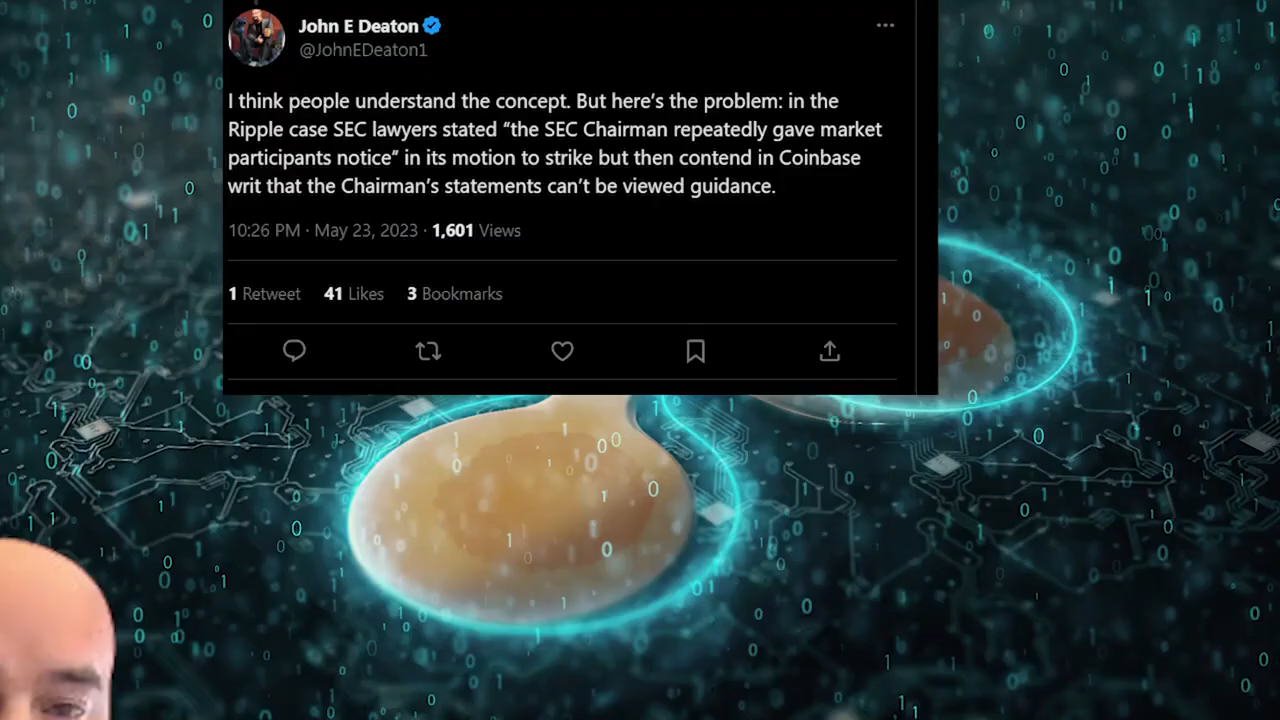 John E Deaton
@JohnEDeaton1
I think people understand the concept. But here’s the problem: in the
Ripple case SEC lawyers stated “the SEC Chairman repeatedly gave market
participants notice” in its motion to strike but then contend in Coinbase
writ that the Chairman’s statements can’t be viewed guidance.
10:26 PM · May 23, 2023 · 1,601 Views
1 Retweet 41 Likes 3 Bookmarks